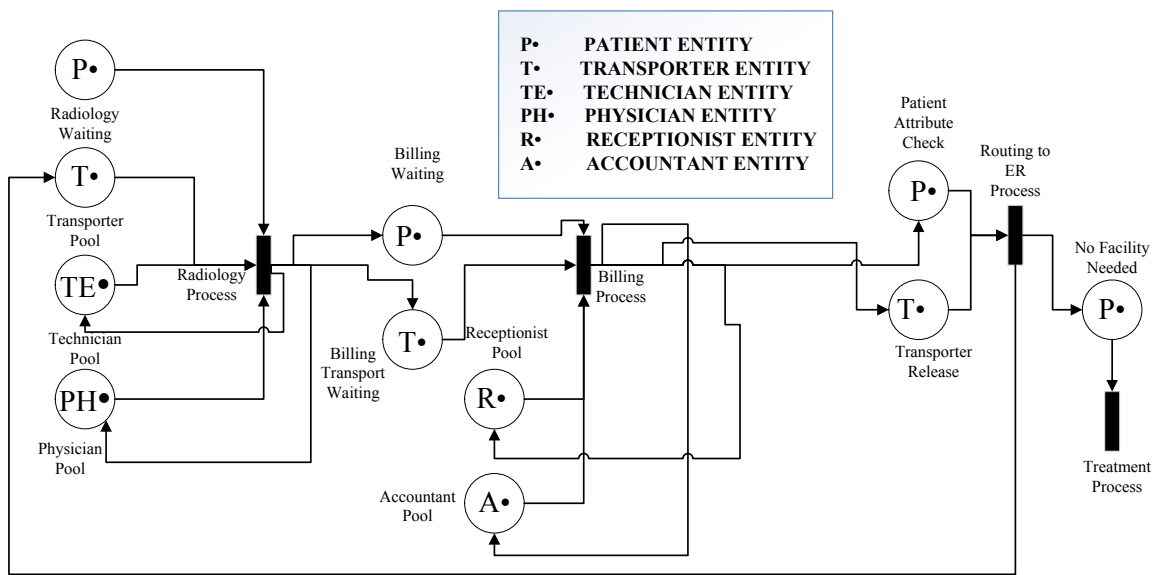 P• PATIENT ENTITY
T• TRANSPORTER ENTITY
TE• TECHNICIAN ENTITY
PH• PHYSICIAN ENTITY
R• RECEPTIONIST ENTITY
A• ACCOUNTANT ENTITY
P•
Radiology
Waiting
T•
Transporter
Pool
TE•
Technician
Pool
PH•
Physician
Pool
Radiology
Process
Billing
Waiting
P•
T•
Billing
Transport
Waiting
Receptionist
Pool
R•
Accountant
Pool
A•
Billing
Process
Patient
Attribute
Check
P•
T•
Transporter
Release
Routing to
ER
Process
No Facility
Needed
P•
Treatment
Process